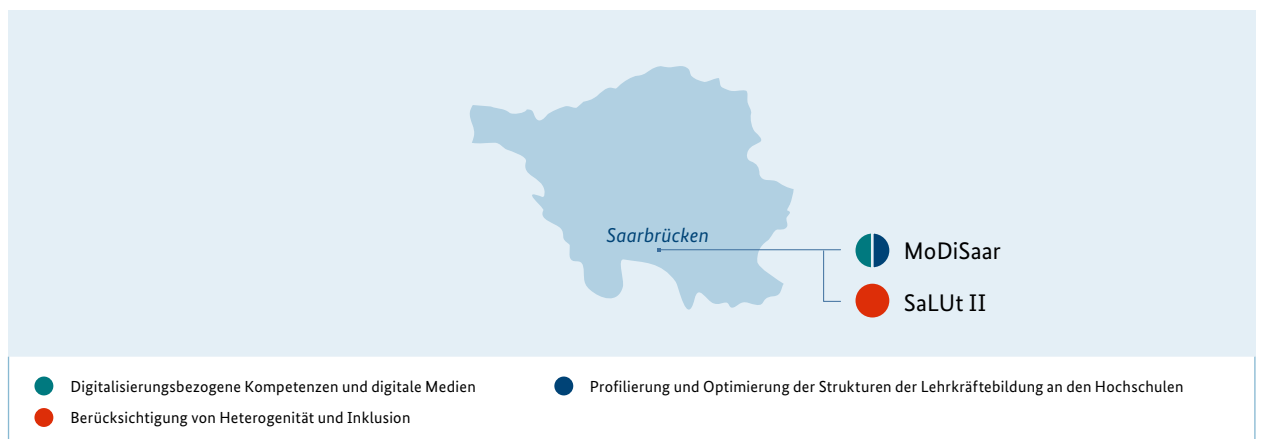 Saarbrücken
MoDiSaar
SaLUt II
Digitalisierungsbezogene Kompetenzen und digitale Medien
Profilierung und Optimierung der Strukturen der Lehrkräftebildung an den Hochschulen
Berücksichtigung von Heterogenität und Inklusion